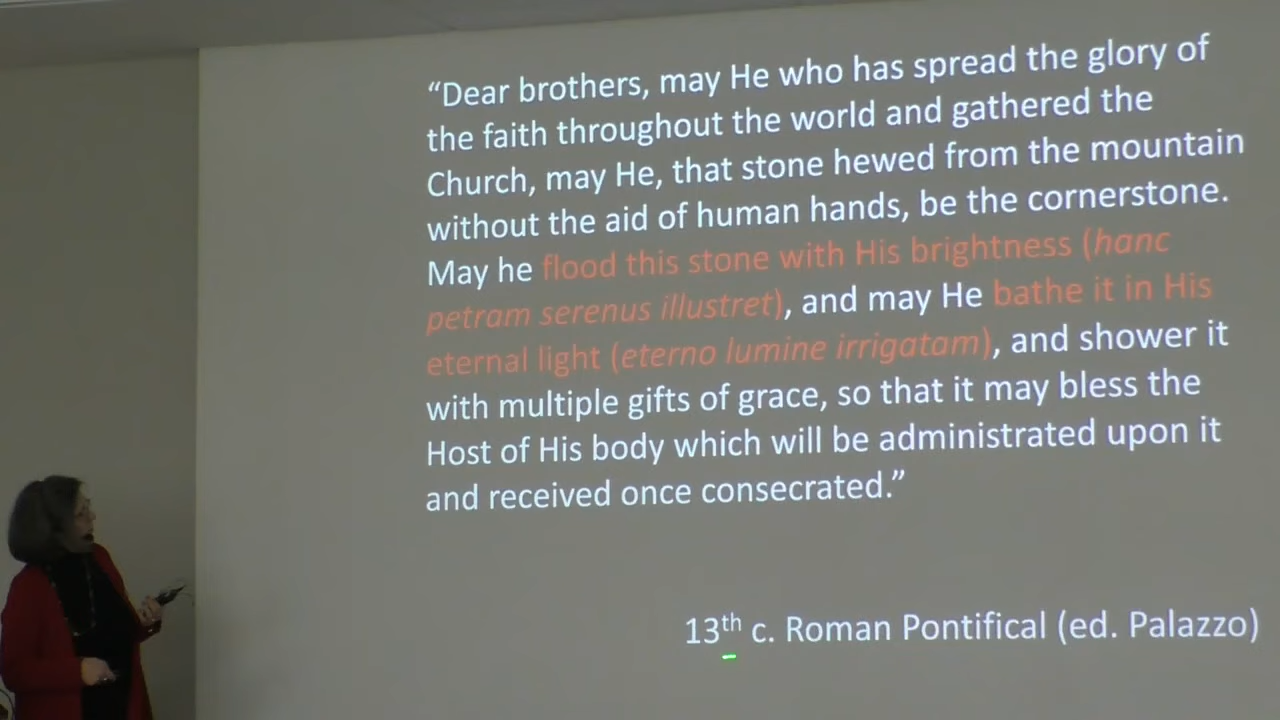 “Dear brothers, may He who has spread the glory of
the faith throughout the world and gathered the
Church, may He, that stone hewed from the mountain
without the aid of human hands, be the cornerstone.
May he flood this stone with His brightness (hanc
petram serenus illustret), and may He bathe it in His
eternal light (eterno lumine irrigatam), and shower it
with multiple gifts of grace, so that it may bless the
Host of His body which will be administrated upon it
and received once consecrated.”
13th c. Roman Pontifical (ed. Palazzo)